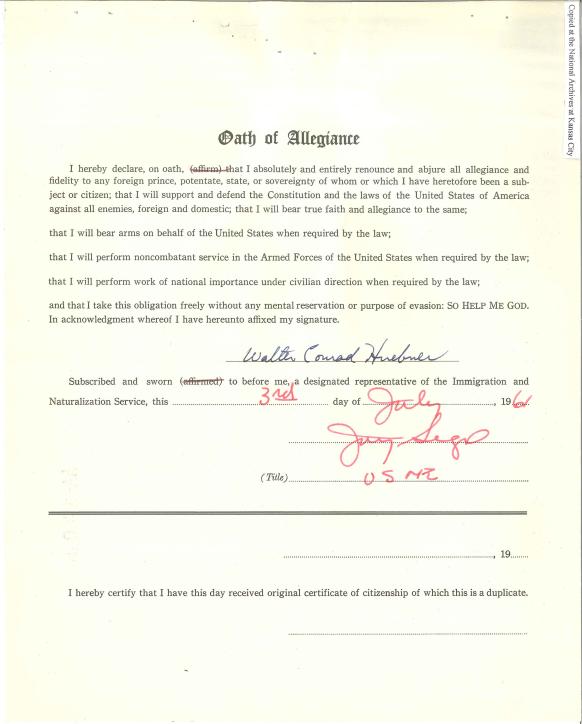 Copied at the National Archives at Kansas City
Oath of Allegiance
I hereby declare, on oath, (affirm) that I absolutely and entirely renounce and abjure all allegiance and
fidelity to any foreign prince, potentate, state, or sovereignty of whom or which I have heretofore been a sub-
ject or citizen; that I will support and defend the Constitution and the laws of the United States of America
against all enemies, foreign and domestic; that I will bear true faith and allegiance to the same;
that I will bear arms on behalf of the United States when required by the law;
that I will perform noncombatant service in the Armed Forces of the United States when required by the law;
that I will perform work of national importance under civilian direction when required by the law;
and that I take this obligation freely without any mental reservation or purpose of evasion: SO HELP ME GOD.
In acknowledgment whereof I have hereunto affixed my signature.
Walter Conrad Huebner
Subscribed and sworn (affirmed) to before me, a designated representative of the Immigration and
Naturalization Service, this 3rd day of July, 196
(Title) US
, 19
I hereby certify that I have this day received original certificate of citizenship of which this is a duplicate.